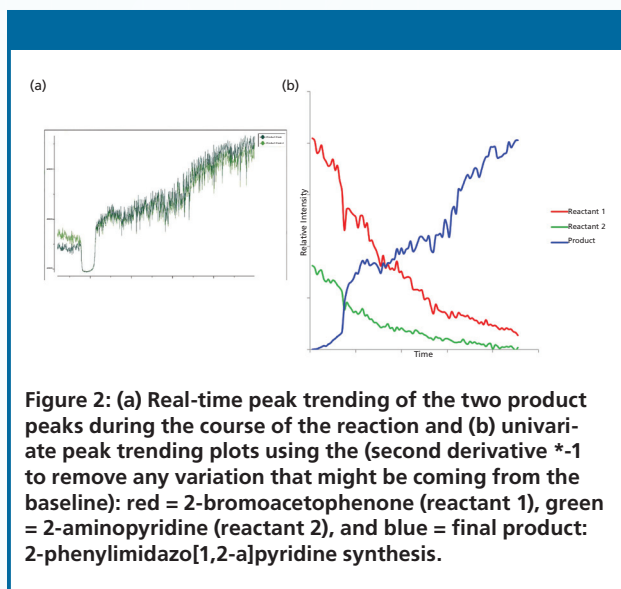 (a)
(b)
Relative Intensity
Reactant 1
Reactant 2
Product
Time
Figure 2: (a) Real-time peak trending of the two product
peaks during the course of the reaction and (b) univari-
ate peak trending plots using the (second derivative *-1
to remove any variation that might be coming from the
baseline): red = 2-bromoacetophenone (reactant 1), green
= 2-aminopyridine (reactant 2), and blue = final product:
2-phenylimidazo[1,2-a]pyridine synthesis.